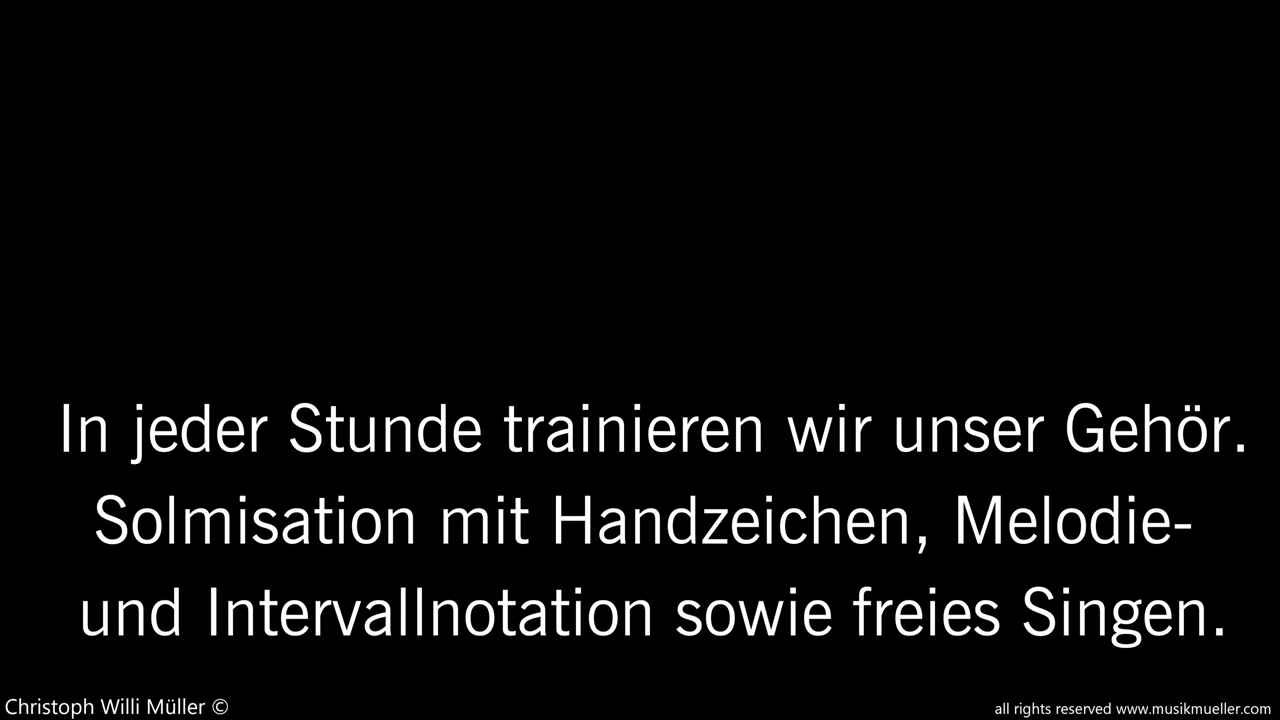 In jeder Stunde trainieren wir unser Gehör.
Solmisation mit Handzeichen, Melodie-
und Intervallnotation sowie freies Singen.
Christoph Willi Müller ©
all rights reserved www.musikmueller.com